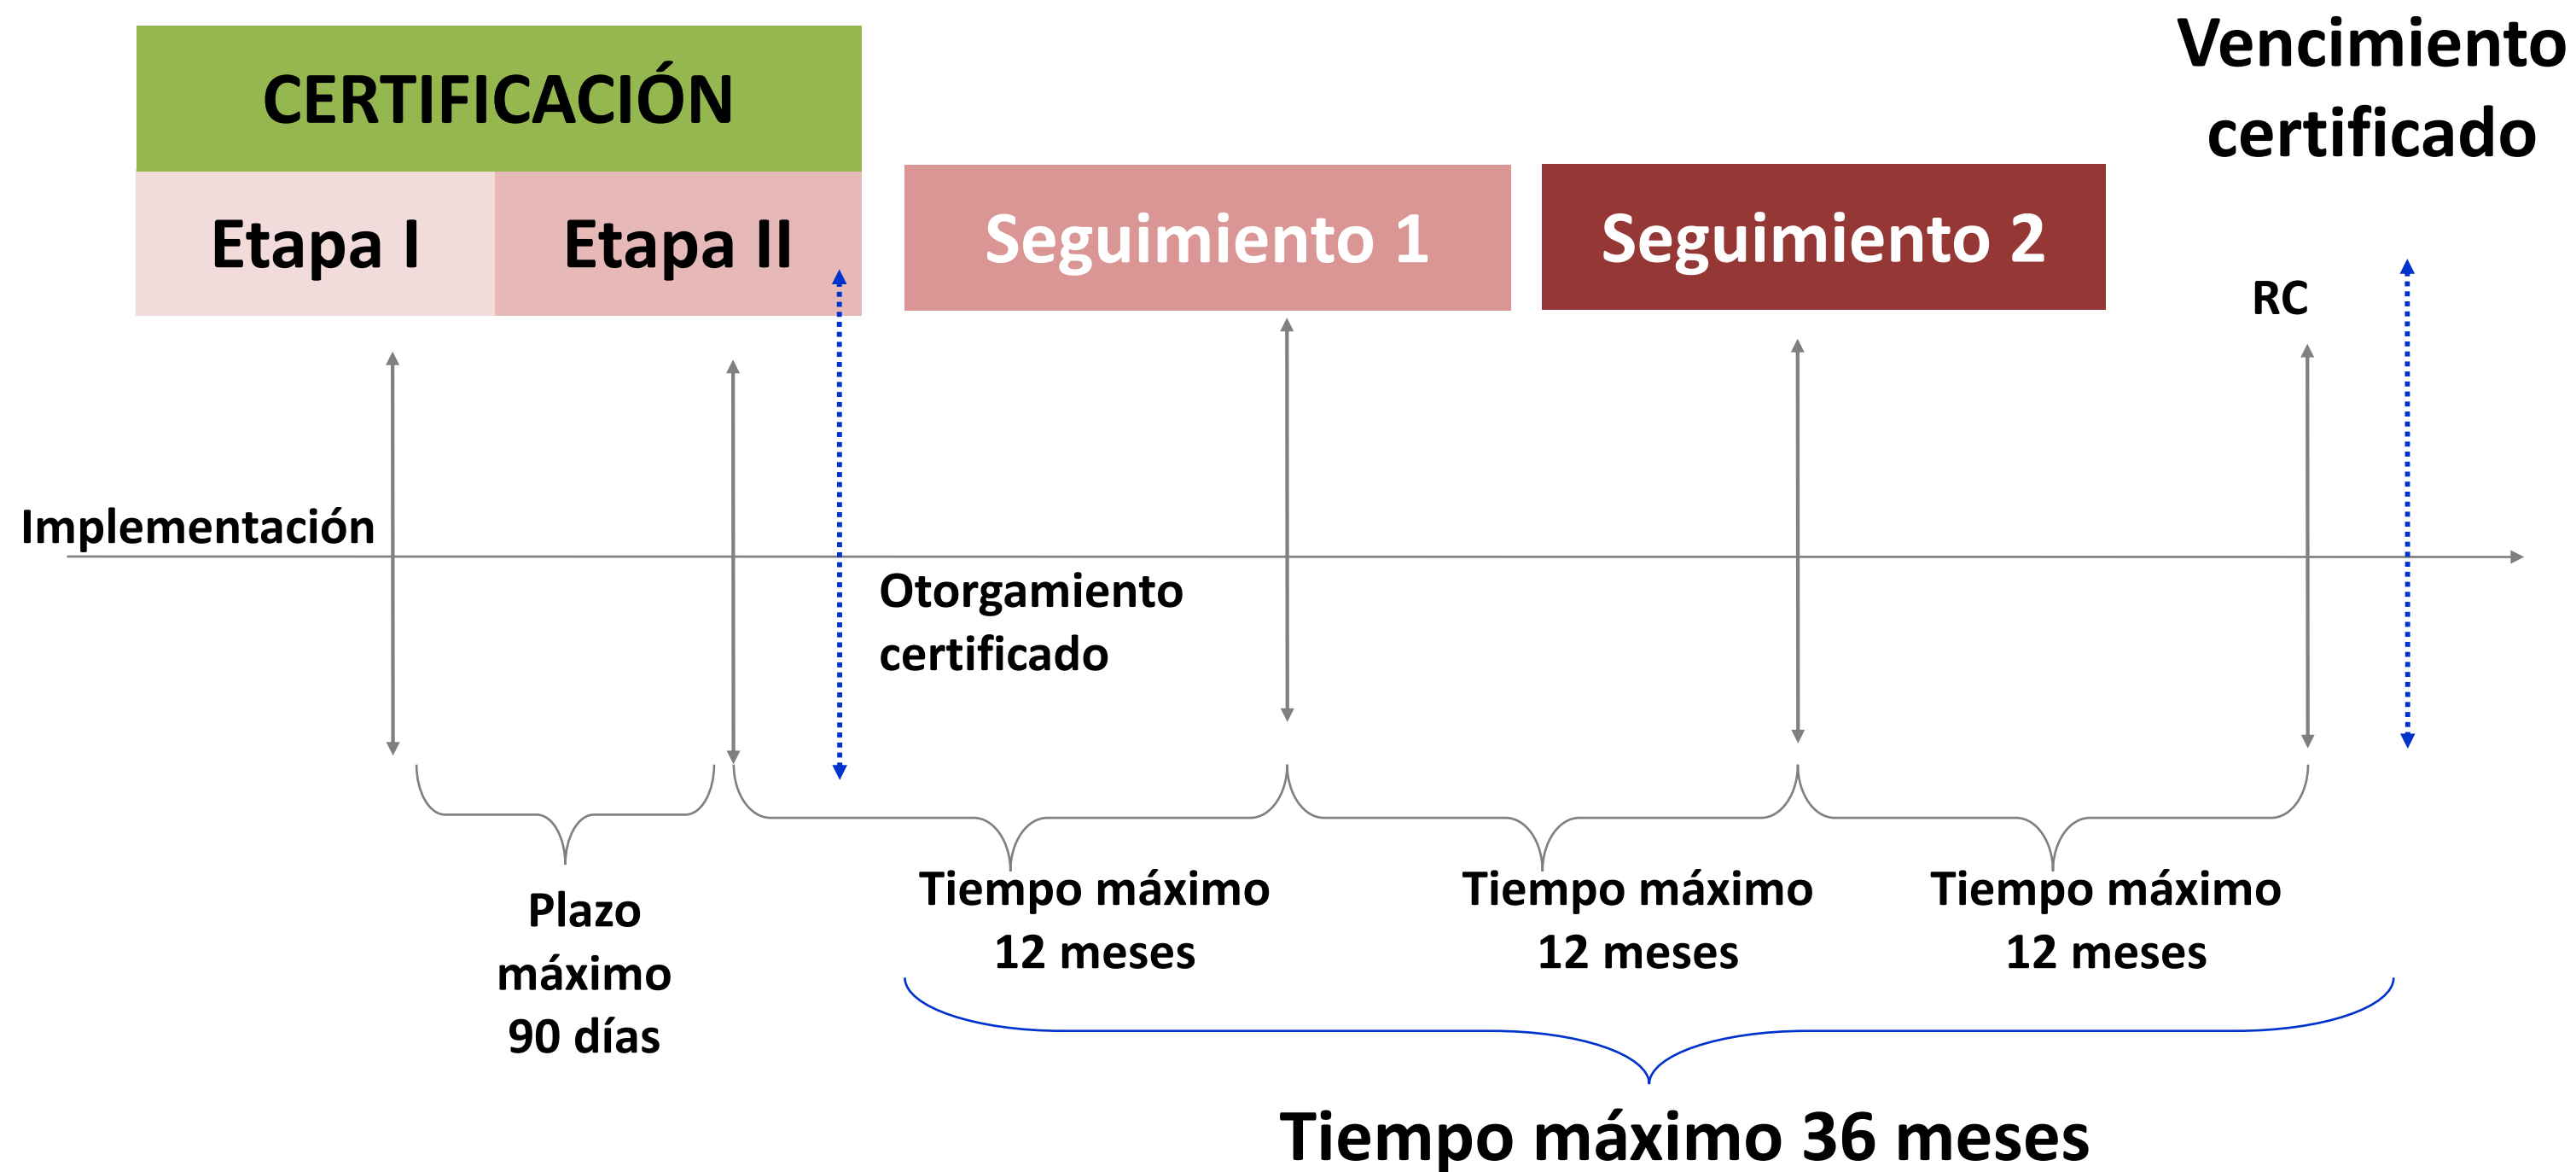 CERTIFICACIÓN
Etapa I
Etapa II
Seguimiento 1
Seguimiento 2
Vencimiento
certificado
RC
Implementación
Otorgamiento
certificado
Plazo
máximo
90 días
Tiempo máximo
12 meses
Tiempo máximo
12 meses
Tiempo máximo
12 meses
Tiempo máximo 36 meses